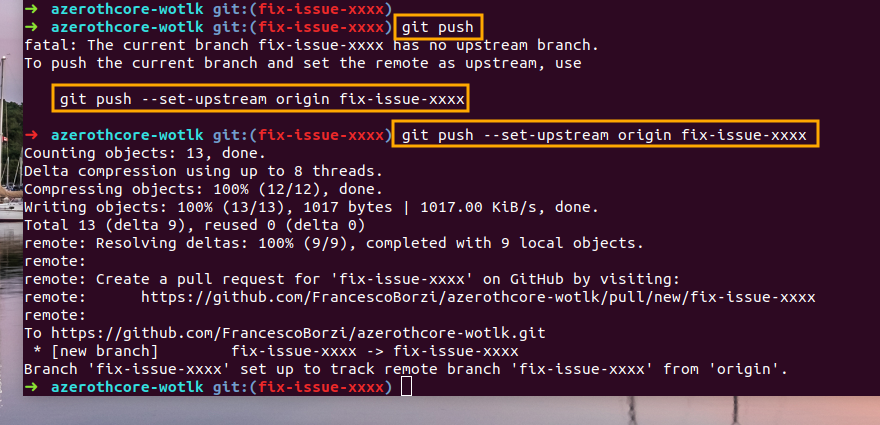 ➜ azerothcore-wotlk git:(fix-issue-xxxx)
➜ azerothcore-wotlk git:(fix-issue-xxxx) git push
fatal: The current branch fix-issue-xxxx has no upstream branch.
To push the current branch and set the remote as upstream, use
git push --set-upstream origin fix-issue-xxxx
➜ azerothcore-wotlk git:(fix-issue-xxxx) git push --set-upstream origin fix-issue-xxxx
Counting objects: 13, done.
Delta compression using up to 8 threads.
Compressing objects: 100% (12/12), done.
Writing objects: 100% (13/13), 1017 bytes | 1017.00 KiB/s, done.
Total 13 (delta 9), reused 0 (delta 0)
remote: Resolving deltas: 100% (9/9), completed with 9 local objects.
remote:
remote: Create a pull request for 'fix-issue-xxxx' on GitHub by visiting:
remote:      https://github.com/FrancescoBorzi/azerothcore-wotlk/pull/new/fix-issue-xxxx
remote:
To https://github.com/FrancescoBorzi/azerothcore-wotlk.git
 * [new branch]        fix-issue-xxxx -> fix-issue-xxxx
Branch 'fix-issue-xxxx' set up to track remote branch 'fix-issue-xxxx' from 'origin'.
➜ azerothcore-wotlk git:(fix-issue-xxxx)